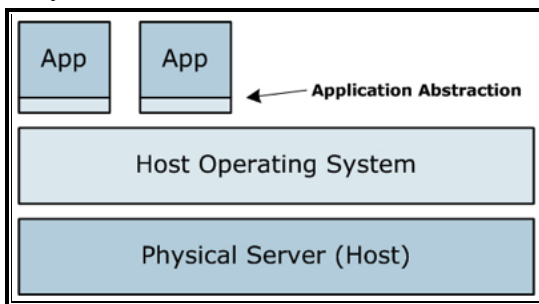 App App
Application Abstraction
Host Operating System
Physical Server (Host)